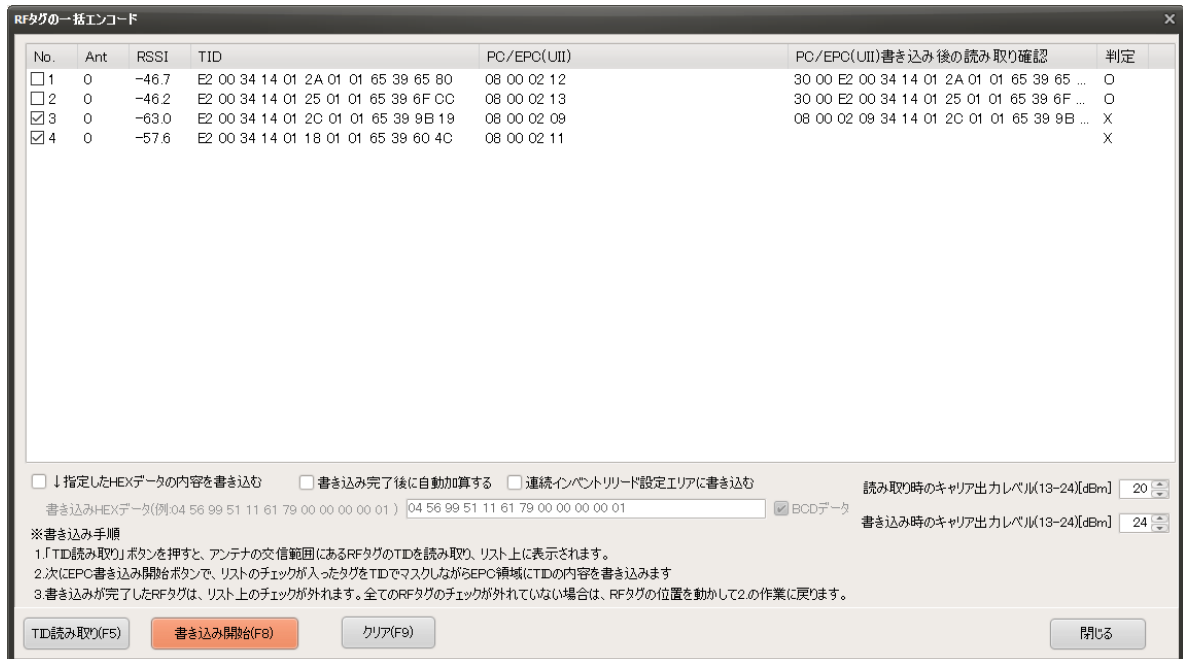 RFタグの一括エンコード
No. Ant RSSI TID PC/EPC(UII) PC/EPC(UII)書き込み後の読み取り確認 判定
1 0 -46.7 E2 00 34 14 01 2A 01 01 65 39 65 80 08 00 02 12 30 00 E2 00 34 14 01 2A 01 01 65 39 65 ... O
2 0 -46.2 E2 00 34 14 01 25 01 01 65 39 6F CC 08 00 02 13 30 00 E2 00 34 14 01 25 01 01 65 39 6F ... O
3 0 -63.0 E2 00 34 14 01 2C 01 01 65 39 9B 19 08 00 02 09 08 00 02 09 34 14 01 2C 01 01 65 39 9B ... X
4 0 -57.6 E2 00 34 14 01 18 01 01 65 39 60 4C 08 00 02 11 X
↓指定したHEXデータの内容を書き込む 書き込み完了後に自動加算する 連続インベントリリード設定エリアに書き込む
読み取り時のキャリア出力レベル(13-24)[dBm] 20
書き込みHEXデータ(例:04 56 99 51 11 61 79 00 00 00 00 01 ) 04 56 99 51 11 61 79 00 00 00 00 01 BCDデータ
書き込み時のキャリア出力レベル(13-24)[dBm] 24
※書き込み手順
1.「TID読み取り」ボタンを押すと、アンテナの交信範囲にあるRFタグのTIDを読み取り、リスト上に表示されます。
2.次にEPC書き込み開始ボタンで、リストのチェックが入ったタグをTIDでマスクしながらEPC領域にTIDの内容を書き込みます
3.書き込みが完了したRFタグは、リスト上のチェックが外れます。全てのRFタグのチェックが外れていない場合は、RFタグの位置を動かして2.の作業に戻ります。
TID読み取り(F5) 書き込み開始(F8) クリア(F9) 閉じる